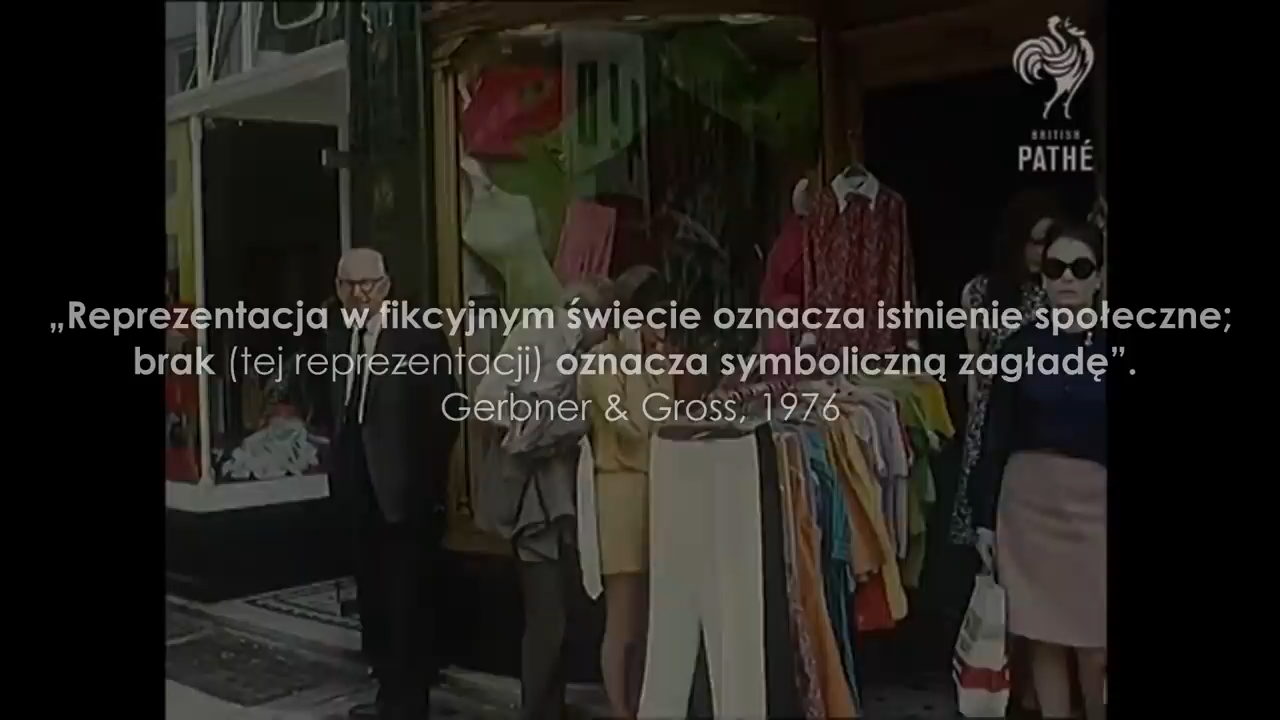 BRITISH
PATHÉ
„Reprezentacja w fikcyjnym świecie oznacza istnienie społeczne;
brak (tej reprezentacji) oznacza symboliczną zagładę”.
Gerbner & Gross, 1976